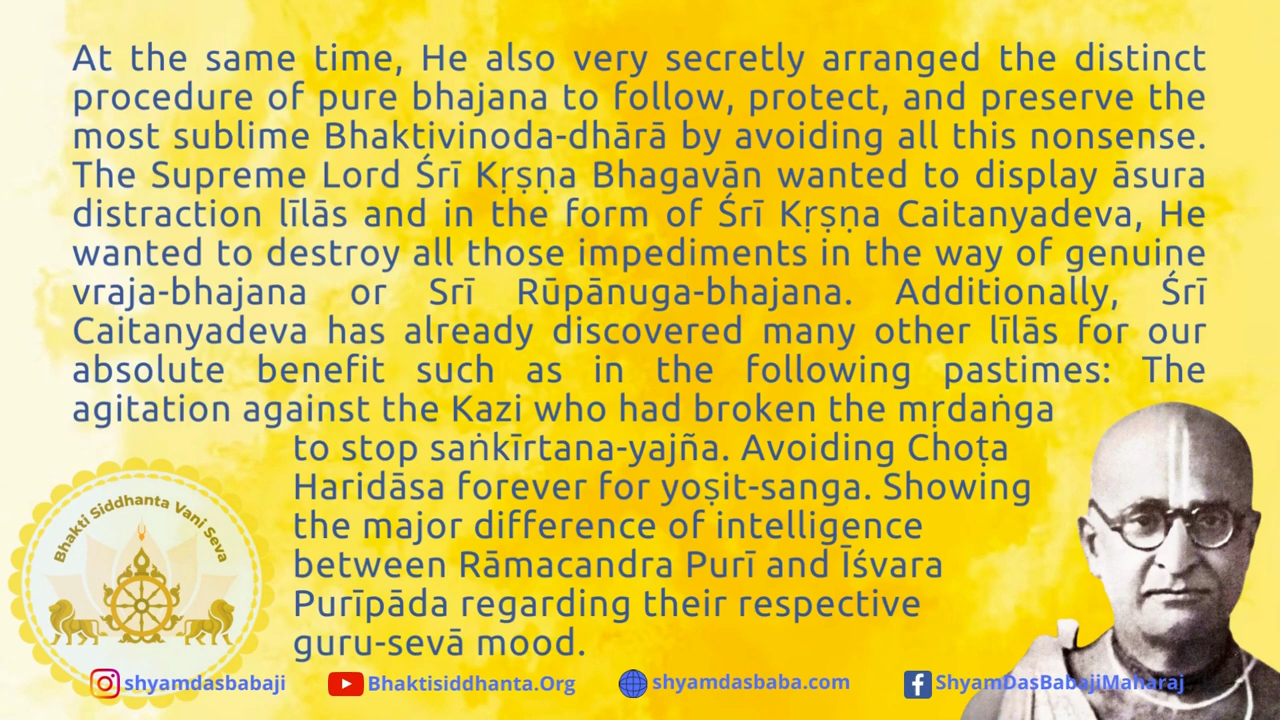 At the same time, He also very secretly arranged the distinct
procedure of pure bhajana to follow, protect, and preserve the
most sublime Bhaktivinoda-dhārā by avoiding all this nonsense.
The Supreme Lord Śrī Kṛṣṇa Bhagavān wanted to display āsura
distraction līlās and in the form of Śrī Kṛṣṇa Caitanyadeva, He
wanted to destroy all those impediments in the way of genuine
vraja-bhajana or Srī Rūpānuga-bhajana. Additionally, Śrī
Caitanyadeva has already discovered many other līlās for our
absolute benefit such as in the following pastimes: The
agitation against the Kazi who had broken the mṛdaṅga
to stop saṅkīrtana-yajña. Avoiding Choṭa
Haridāsa forever for yoṣit-sanga. Showing
the major difference of intelligence
between Rāmacandra Purī and Īśvara
Purīpāda regarding their respective
guru-sevā mood.
Bhakti Siddhanta Vani Seva
shyamdasbabaji
Bhaktisiddhanta.Org
shyamdasbaba.com
ShyamDasBabajiMaharaj